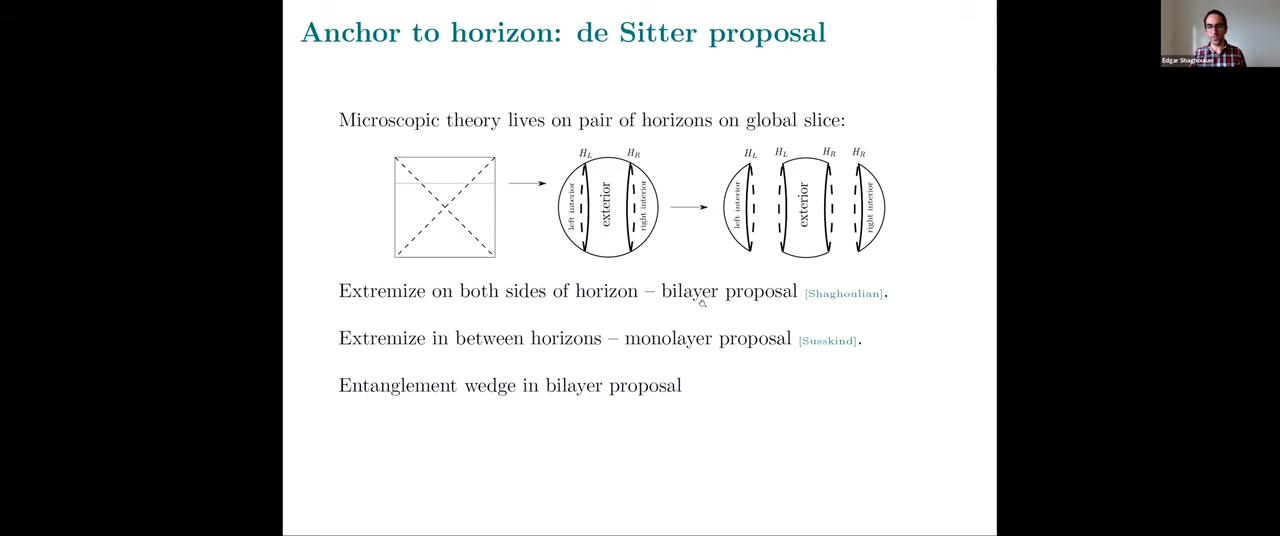 Anchor to horizon: de Sitter proposal
Edgar Shaghoulian
Microscopic theory lives on pair of horizons on global slice:
H_L H_R H_L H_L H_R H_R
left interior exterior right interior left interior exterior right interior
Extremize on both sides of horizon – bilayer proposal [Shaghoulian].
Extremize in between horizons – monolayer proposal [Susskind].
Entanglement wedge in bilayer proposal